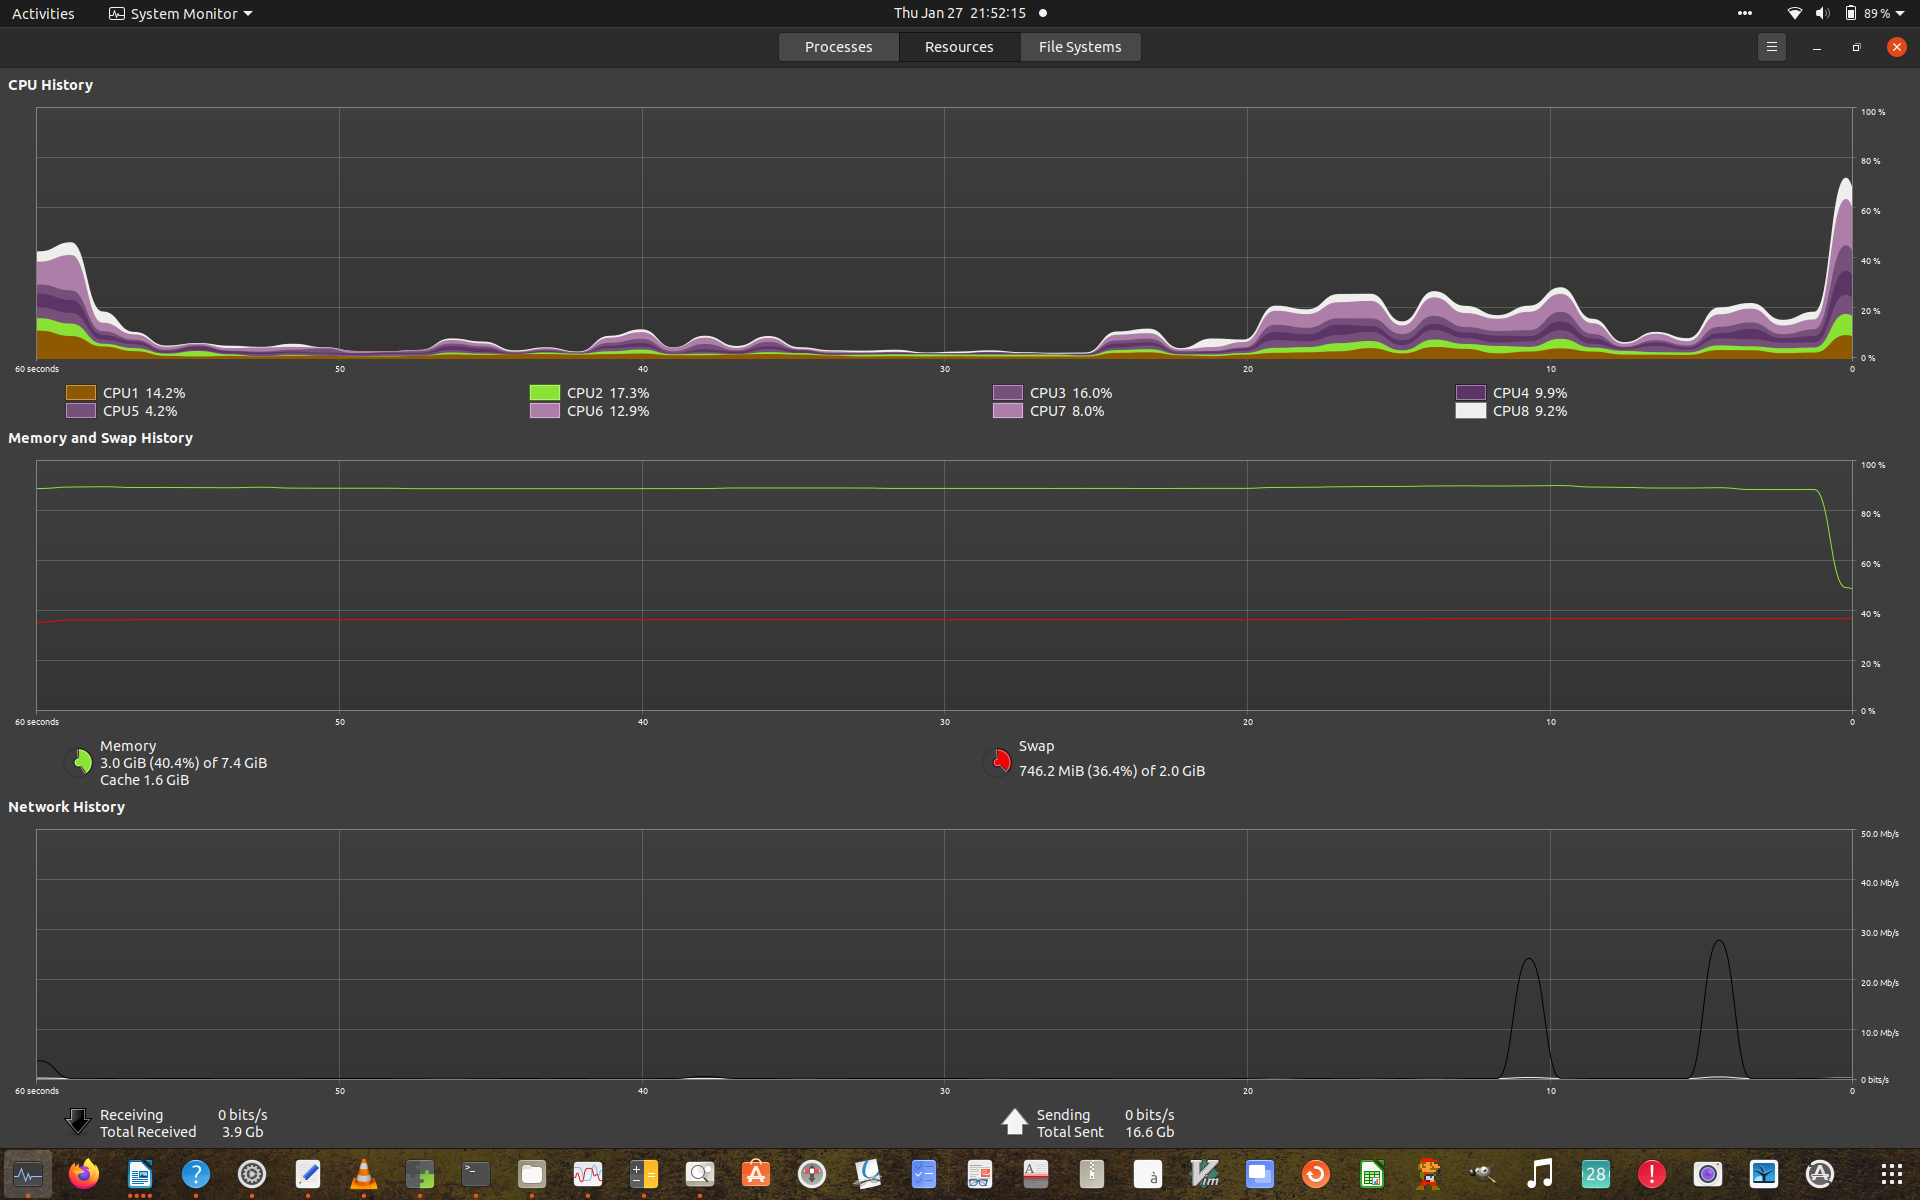 Activities System Monitor Thu Jan 27 21:52:15 89 %
Processes Resources File Systems
CPU History
100 %
80 %
60 %
40 %
20 %
0 %
60 seconds 50 40 30 20 10 0
CPU1 14.2% CPU2 17.3% CPU3 16.0% CPU4 9.9%
CPU5 4.2% CPU6 12.9% CPU7 8.0% CPU8 9.2%
Memory and Swap History
100 %
80 %
60 %
40 %
20 %
0 %
60 seconds 50 40 30 20 10 0
Memory
3.0 GiB (40.4%) of 7.4 GiB
Cache 1.6 GiB
Swap
746.2 MiB (36.4%) of 2.0 GiB
Network History
50.0 Mb/s
40.0 Mb/s
30.0 Mb/s
20.0 Mb/s
10.0 Mb/s
0 bits/s
60 seconds 50 40 30 20 10 0
Receiving 0 bits/s
Total Received 3.9 Gb
Sending 0 bits/s
Total Sent 16.6 Gb
? >_ A à Vim 28 !